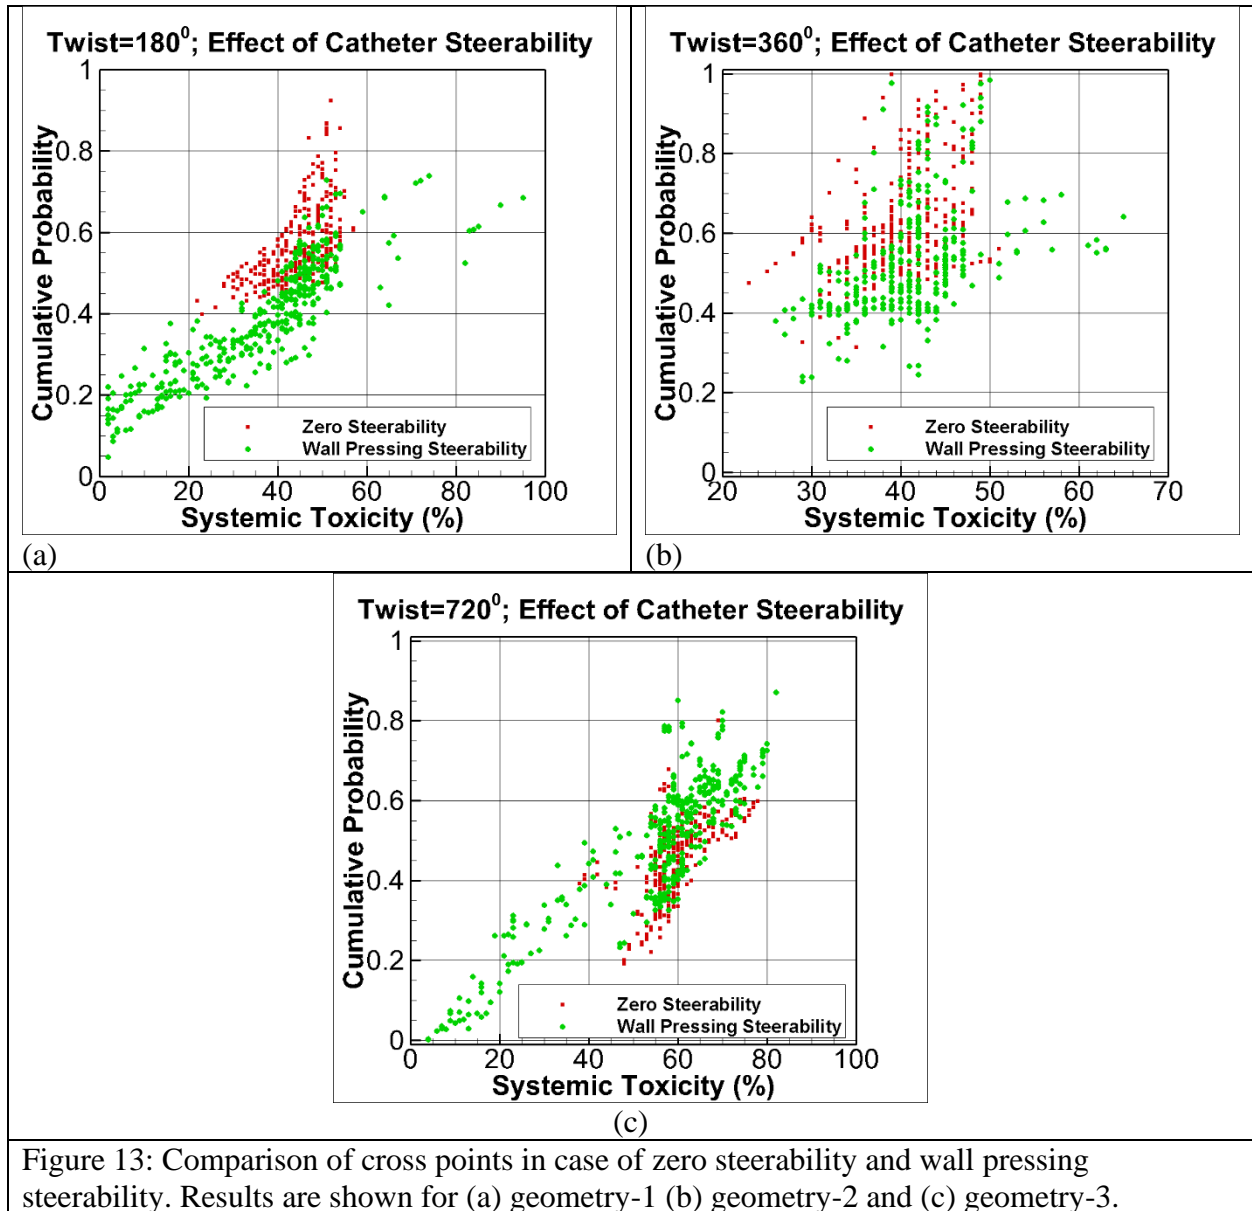 Twist=180⁰; Effect of Catheter Steerability
Cumulative Probability
1
0.8
0.6
0.4
0.2
0
Zero Steerability
Wall Pressing Steerability
0 20 40 60 80 100
Systemic Toxicity (%)
(a)
Twist=360⁰; Effect of Catheter Steerability
Cumulative Probability
1
0.8
0.6
0.4
0.2
0
Zero Steerability
Wall Pressing Steerability
20 30 40 50 60 70
Systemic Toxicity (%)
(b)
Twist=720⁰; Effect of Catheter Steerability
Cumulative Probability
1
0.8
0.6
0.4
0.2
0
Zero Steerability
Wall Pressing Steerability
0 20 40 60 80 100
Systemic Toxicity (%)
(c)
Figure 13: Comparison of cross points in case of zero steerability and wall pressing
steerability. Results are shown for (a) geometry-1 (b) geometry-2 and (c) geometry-3.